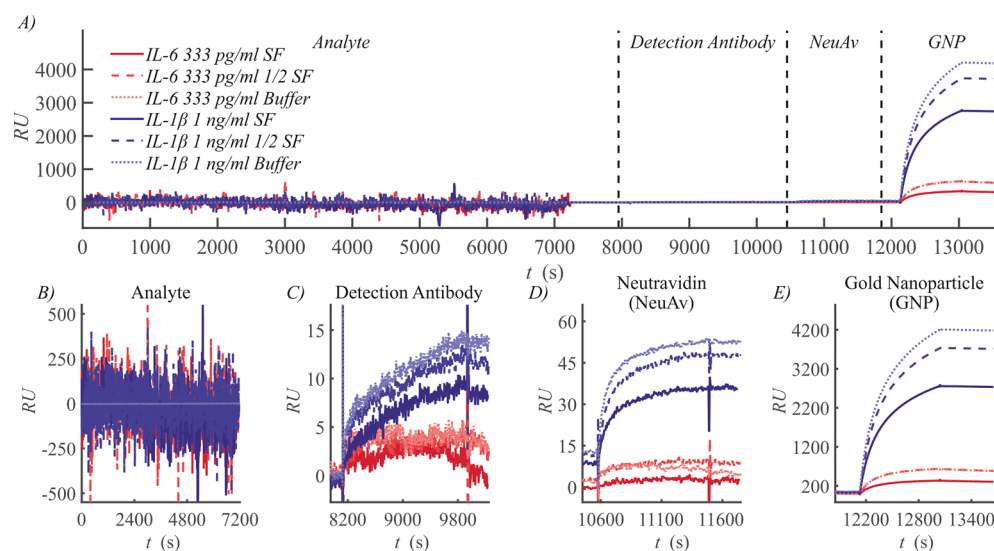 A)
Analyte
Detection Antibody
NeuAv
GNP
IL-6 333 pg/ml SF
IL-6 333 pg/ml 1/2 SF
IL-6 333 pg/ml Buffer
IL-1β 1 ng/ml SF
IL-1β 1 ng/ml 1/2 SF
IL-1β 1 ng/ml Buffer
RU
4000
3000
2000
1000
0
0 1000 2000 3000 4000 5000 6000 7000 8000 9000 10000 11000 12000 13000
t (s)
B)
Analyte
RU
500
250
0
-250
-500
0 2400 4800 7200
t (s)
C)
Detection Antibody
RU
15
10
5
0
8200 9000 9800
t (s)
D)
Neutravidin
(NeuAv)
RU
60
45
30
15
0
10600 11100 11600
t (s)
E)
Gold Nanoparticle
(GNP)
RU
4200
3200
2200
1200
200
12200 12800 13400
t (s)